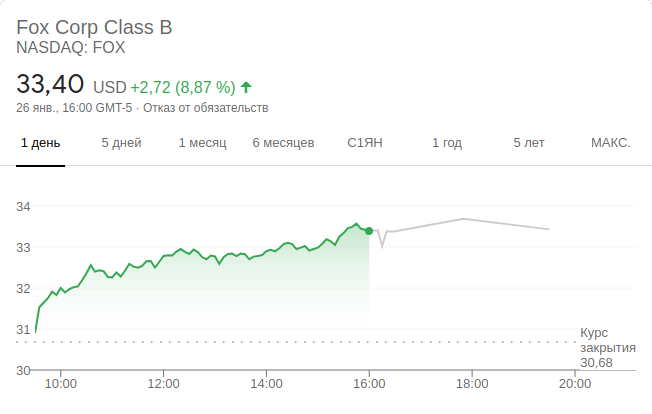 Fox Corp Class B
NASDAQ: FOX
33,40 USD +2,72 (8,87 %)
26 янв., 16:00 GMT-5 · Отказ от обязательств
1 день 5 дней 1 месяц 6 месяцев С1ЯН 1 год 5 лет МАКС.
34
33
32
31
30
Курс
закрытия
30,68
10:00 12:00 14:00 16:00 18:00 20:00